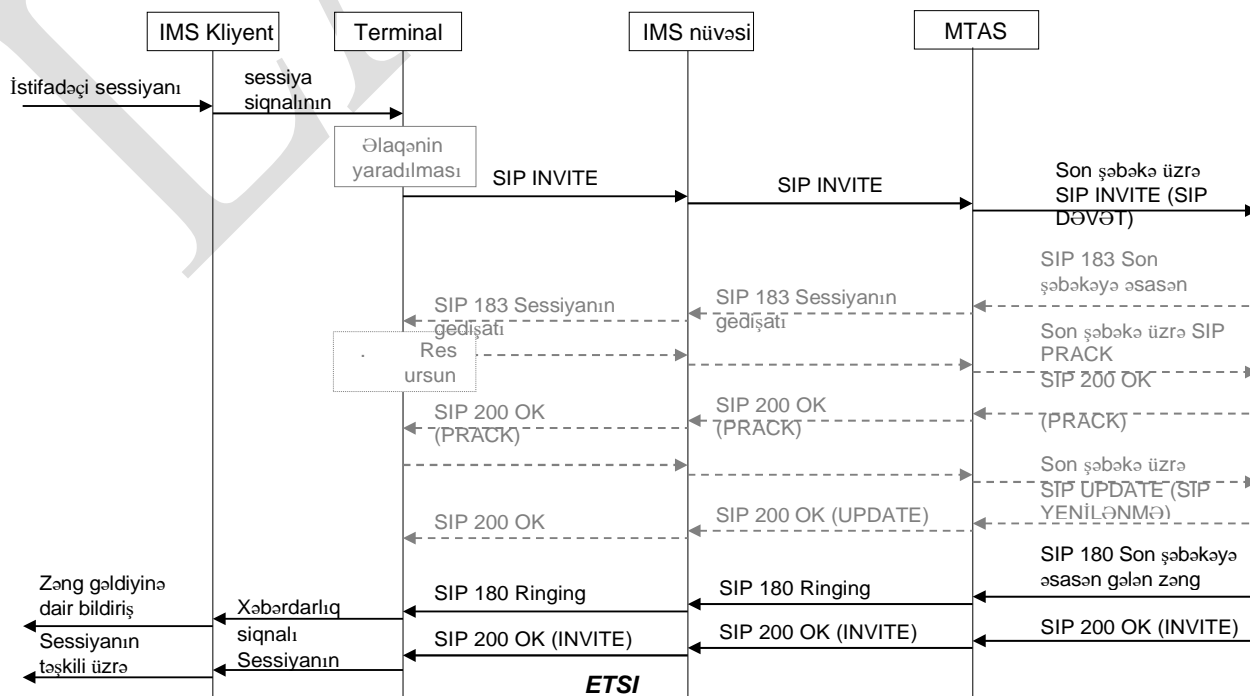 IMS Kliyent
Terminal
IMS nüvəsi
MTAS
İstifadəçi sessiyanı
sessiya
siqnalının
Əlaqənin
yaradılması
SIP INVITE
SIP INVITE
Son şəbəkə üzrə
SIP INVITE (SIP
DƏVƏT)
SIP 183 Son
şəbəkəyə əsasən
SIP 183 Sessiyanın
gedişatı
SIP 183 Sessiyanın
gedişatı
. Res
ursun
Son şəbəkə üzrə SIP
PRACK
SIP 200 OK
(PRACK)
SIP 200 OK
(PRACK)
SIP 200 OK
(PRACK)
Son şəbəkə üzrə
SIP UPDATE (SIP
YENİLƏNMƏ)
SIP 200 OK (UPDATE)
SIP 200 OK
SIP 180 Son şəbəkəyə
əsasən gələn zəng
SIP 180 Ringing
SIP 180 Ringing
Xəbərdarlıq
siqnalı
Zəng gəldiyinə
dair bildiriş
SIP 200 OK (INVITE)
SIP 200 OK (INVITE)
SIP 200 OK (INVITE)
Sessiyanın
Sessiyanın
təşkili üzrə
ETSI